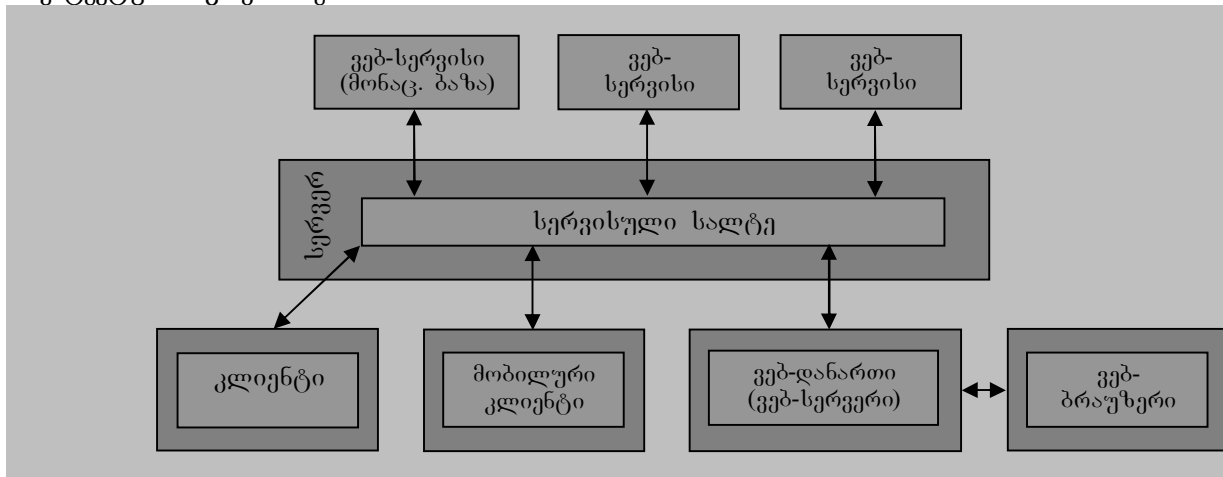 ვებ-სერვისი
(მონაც. ბაზა)
ვებ-
სერვისი
ვებ-
სერვისი
სერვერ
სერვისული სალტე
კლიენტი
მობილური
კლიენტი
ვებ-დანართი
(ვებ-სერვერი)
ვებ-
ბრაუზერი